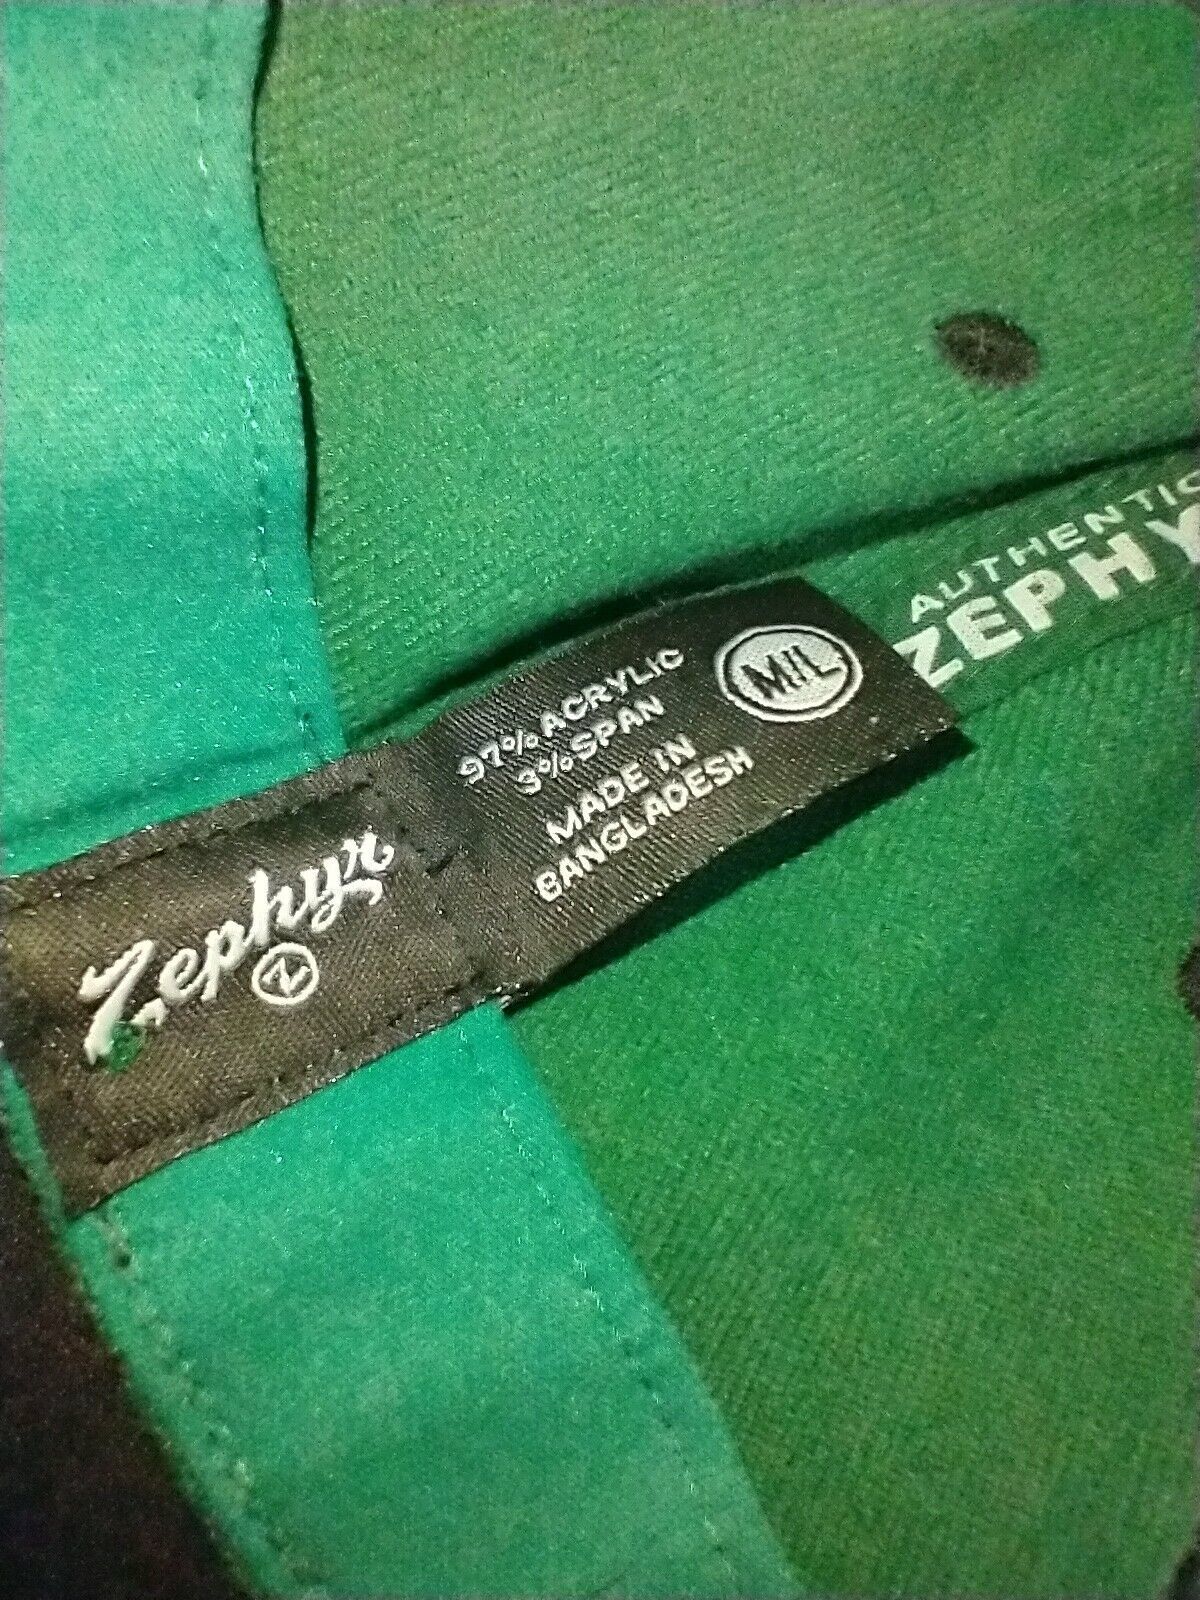 Zephyr
Z
97% ACRYLIC
3% SPAN
MADE IN
BANGLADESH
M/L
AUTHENTIC
ZEPHY